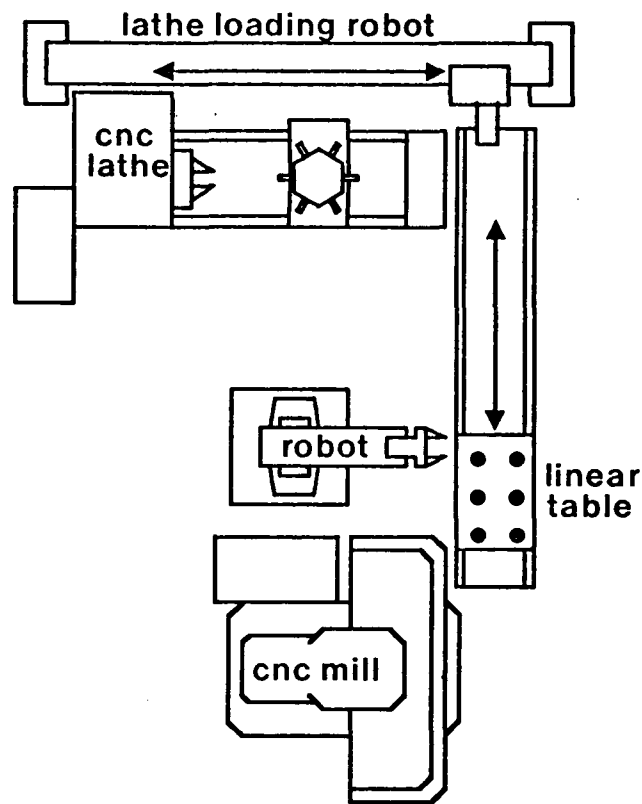 lathe loading robot
cnc
lathe
robot
linear
table
cnc mill